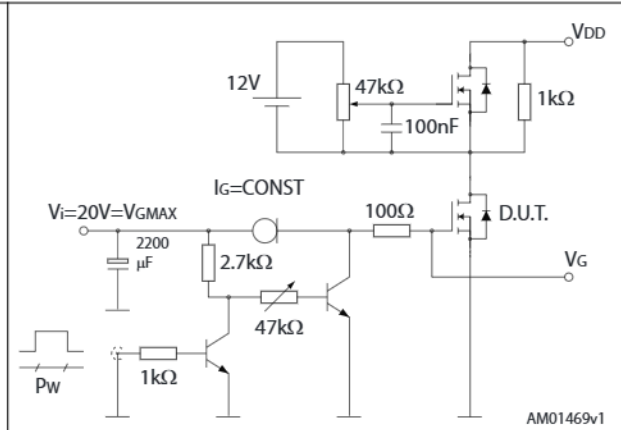 VDD
12V
47kΩ
1kΩ
100nF
IG=CONST
Vi=20V=VGMAX
100Ω
D.U.T.
2200
μF
2.7kΩ
VG
47kΩ
1kΩ
PW
AM01469v1